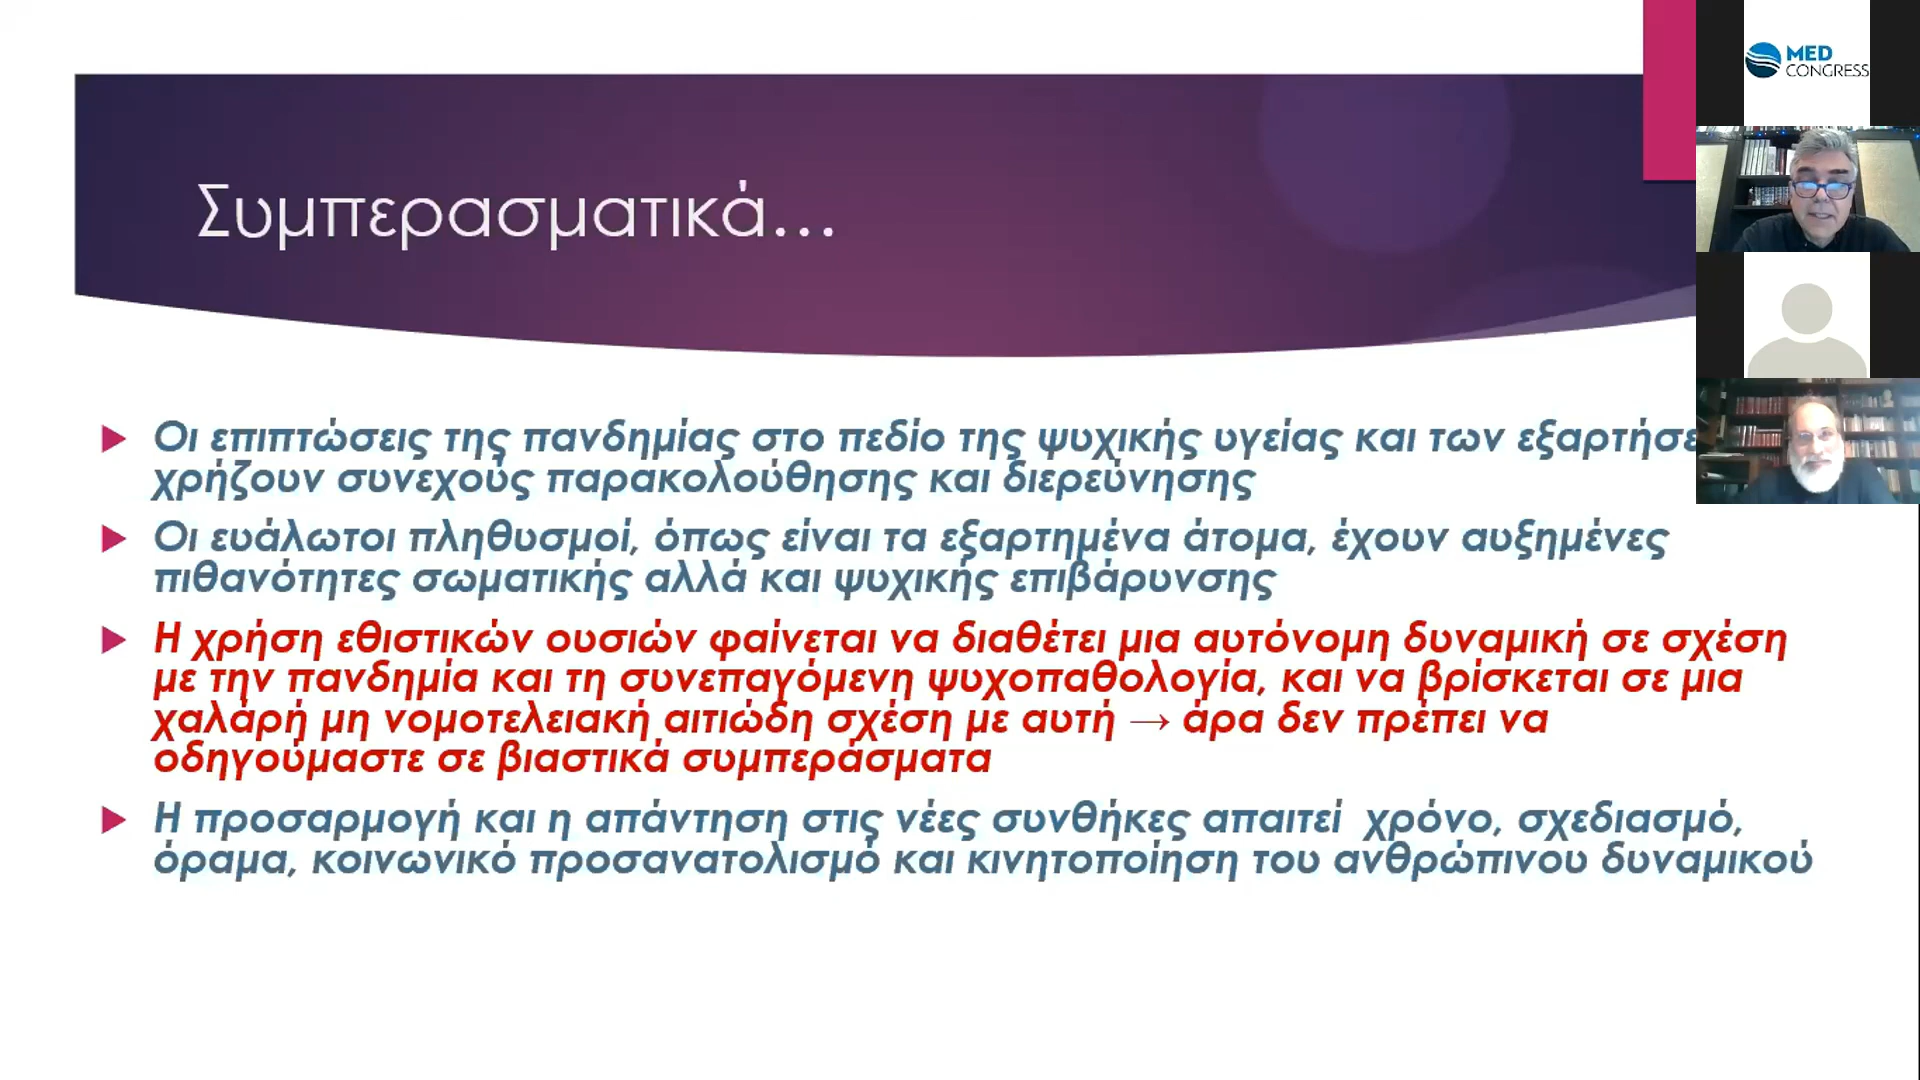 MED
CONGRESS
Συμπερασματικά...
Οι επιπτώσεις της πανδημίας στο πεδίο της ψυχικής υγείας και των
χρήζουν συνεχούς παρακολούθησης και διερεύνησης
Οι ευάλωτοι πληθυσμοί, όπως είναι τα εξαρτημένα άτομα, έχουν αυξημένες
πιθανότητες σωματικής αλλά και ψυχικής επιβάρυνσης
Η χρήση εθιστικών ουσιών φαίνεται να διαθέτει μια αυτόνομη δυναμική σε σχέση
με την πανδημία και τη συνεπαγόμενη ψυχοπαθολογία, και να βρίσκεται σε μια
χαλαρή μη νομοτελειακή αιτιώδη σχέση με αυτή → άρα δεν πρέπει να
οδηγούμαστε σε βιαστικά συμπεράσματα
Η προσαρμογή και η απάντηση στις νέες συνθήκες απαιτεί χρόνο, σχεδιασμό,
όραμα, κοινωνικό προσανατολισμό και κινητοποίηση του ανθρώπινου δυναμικού